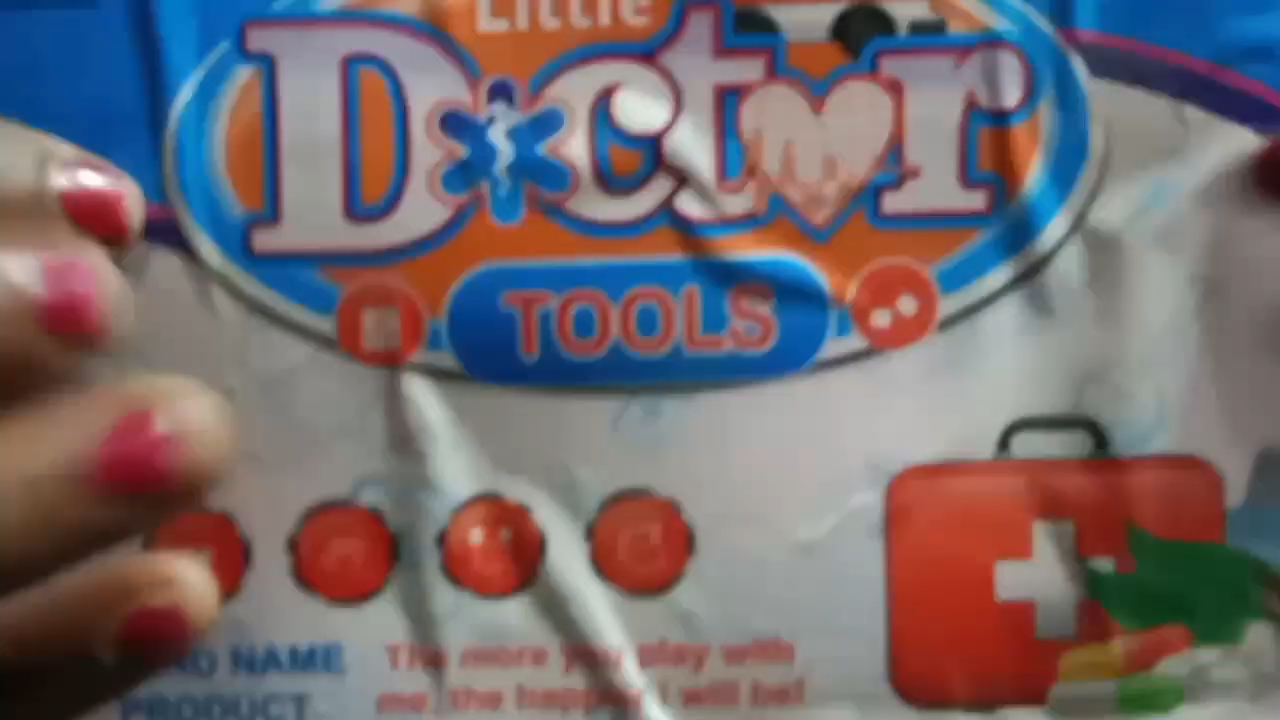 Little
Doctor
TOOLS
NAME
PRODUCT
The more you play with
me, the happier I will be!